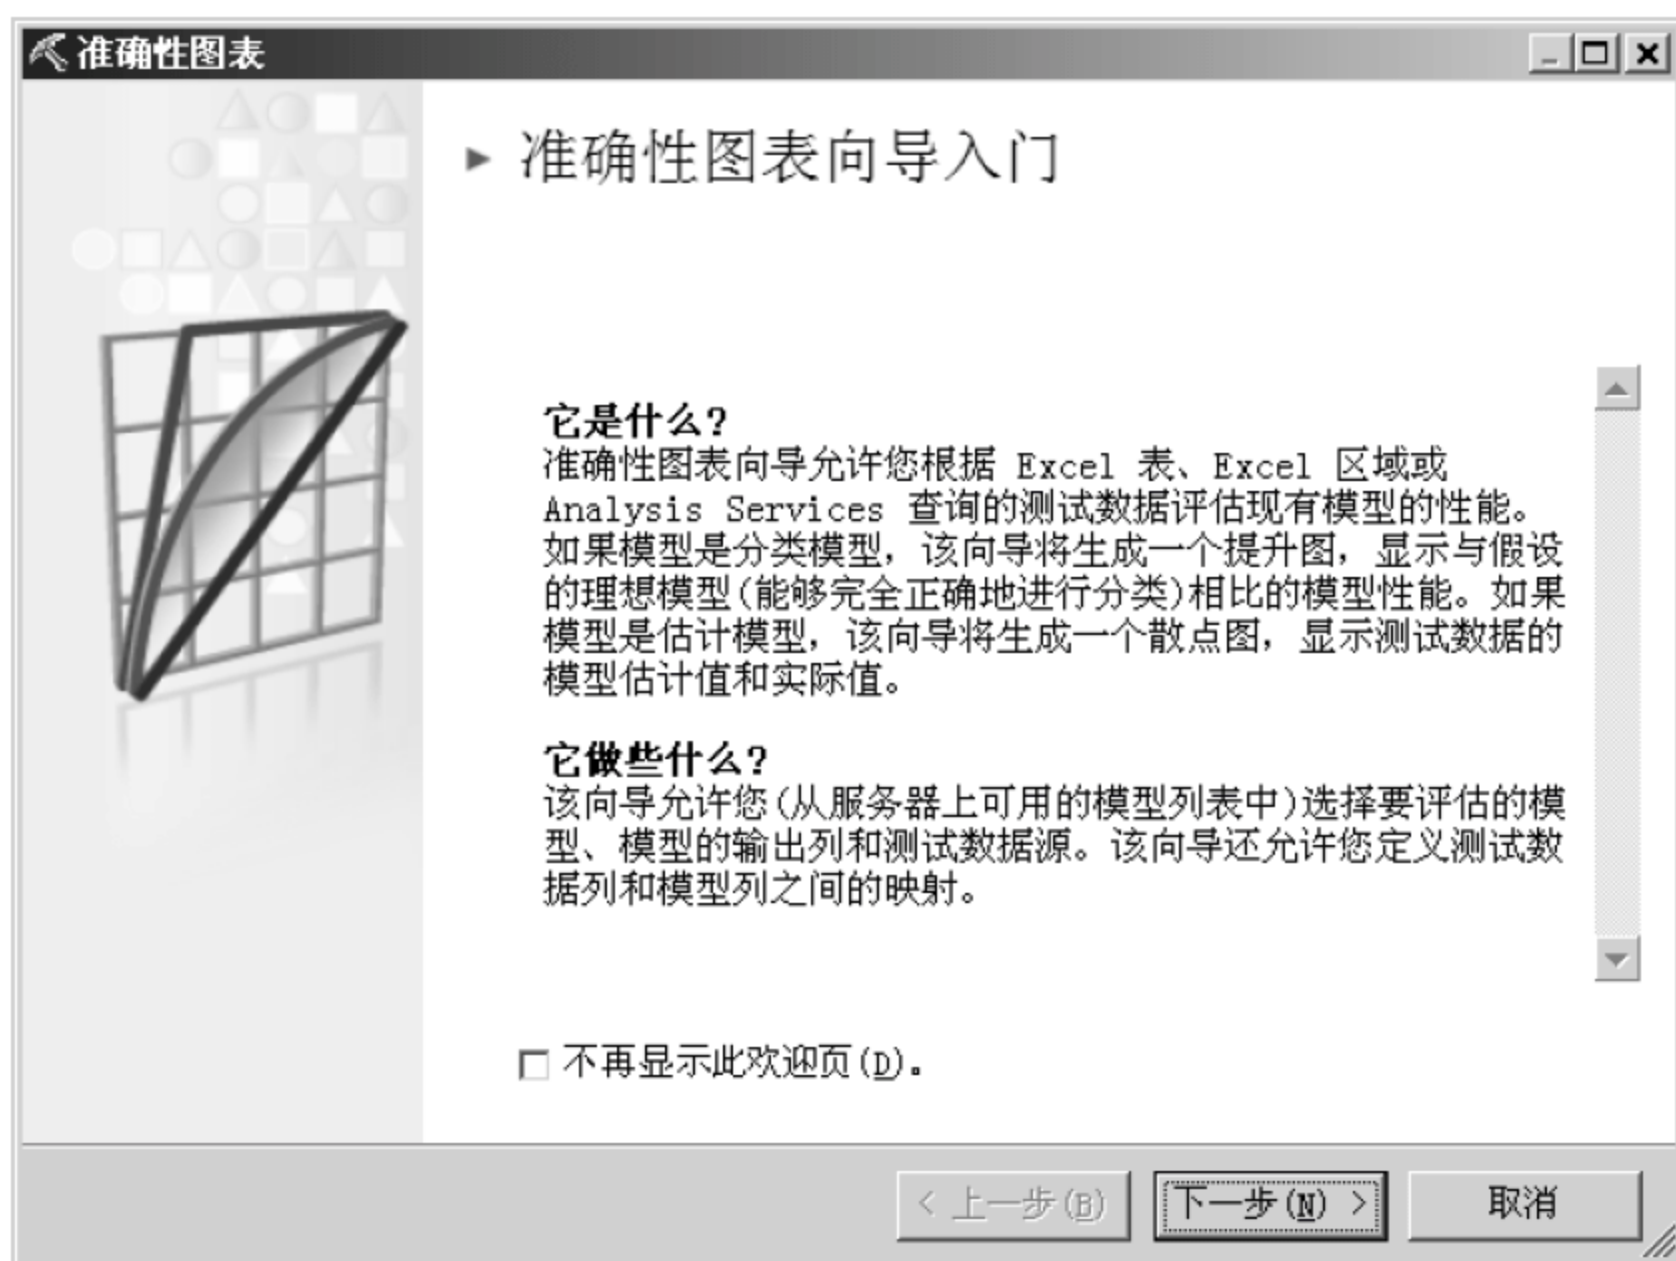 准确性图表
准确性图表向导入门
它是什么?
准确性图表向导允许您根据 Excel 表、Excel 区域或
Analysis Services 查询的测试数据评估现有模型的性能。
如果模型是分类模型，该向导将生成一个提升图，显示与假设
的理想模型(能够完全正确地进行分类)相比的模型性能。如果
模型是估计模型，该向导将生成一个散点图，显示测试数据的
模型估计值和实际值。
它做些什么?
该向导允许您(从服务器上可用的模型列表中)选择要评估的模
型、模型的输出列和测试数据源。该向导还允许您定义测试数
据列和模型列之间的映射。
不再显示此欢迎页(D)。
< 上一步(B)
下一步(N) >
取消